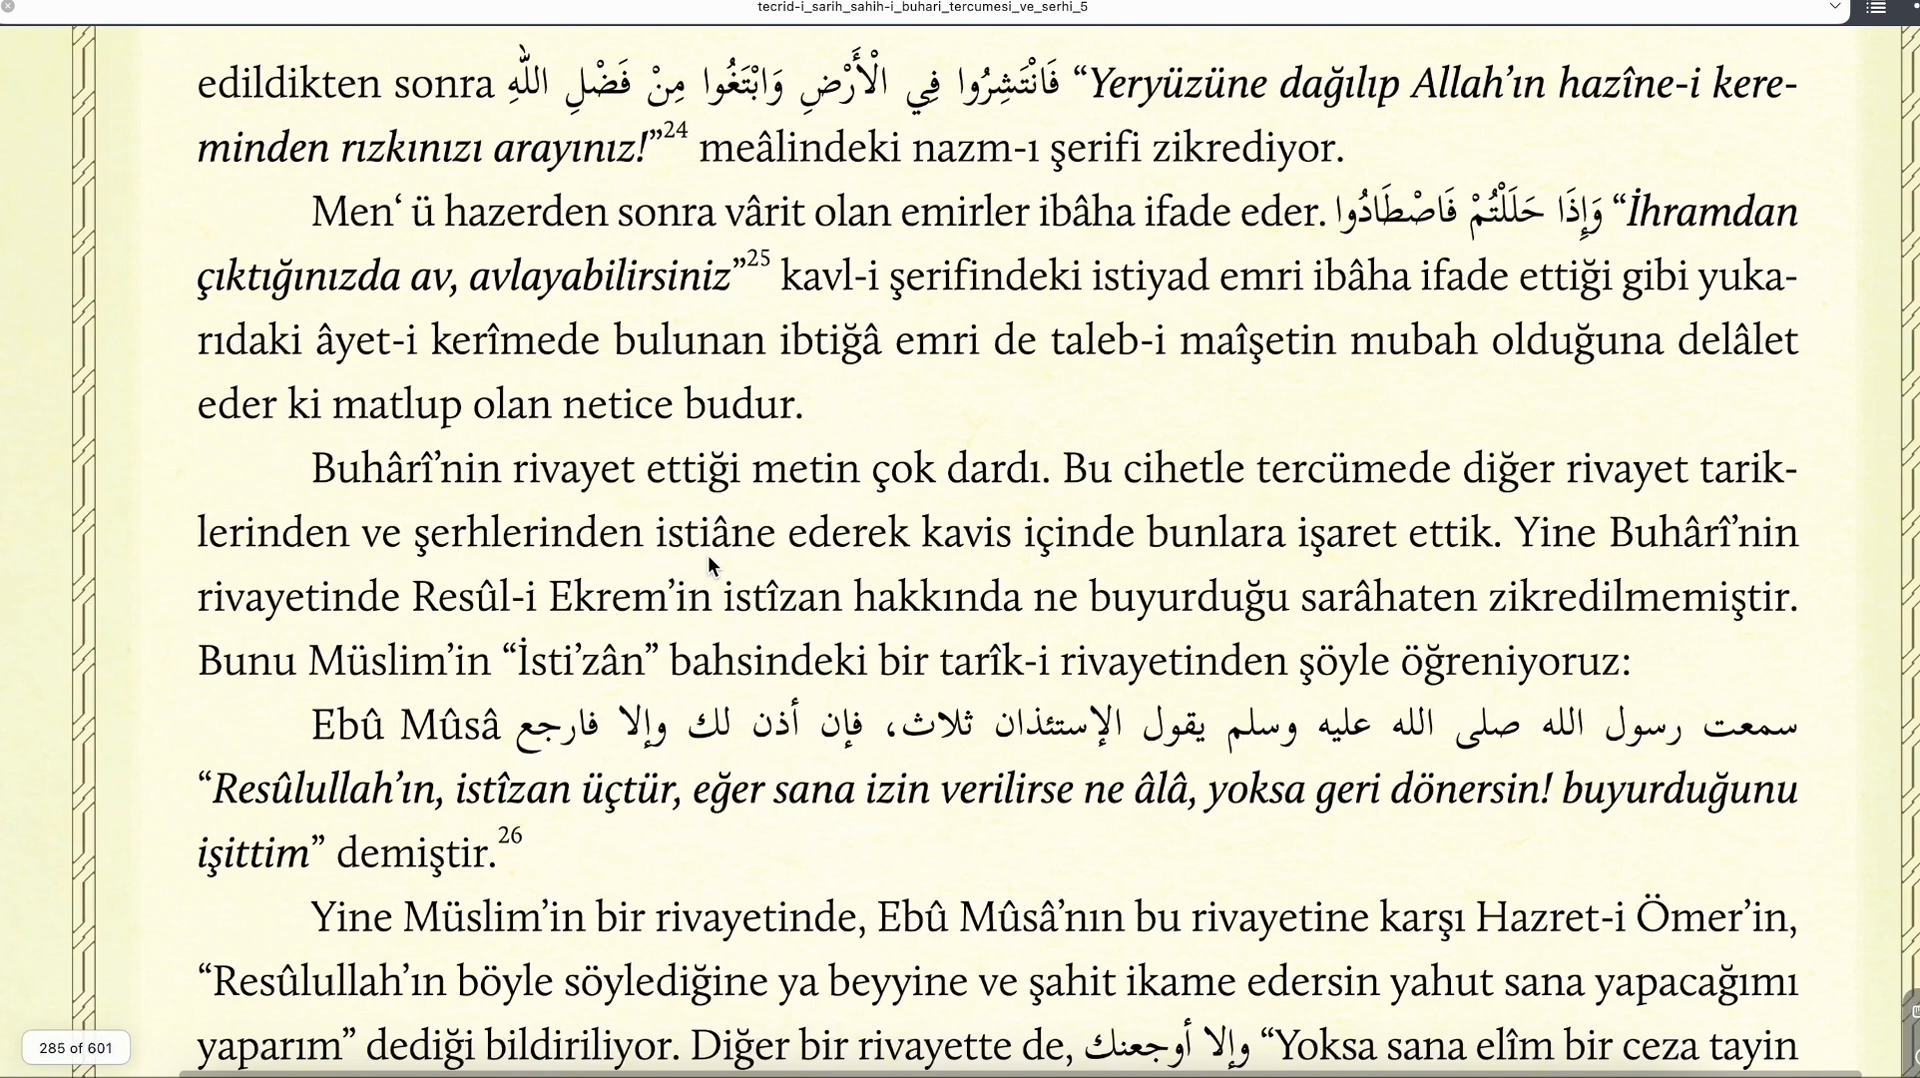 tecrid-i_sarih_sahih-i_buhari_tercumesi_ve_serhi_5
edildikten sonra فَانْتَشِرُوا فِي الْأَرْضِ وَابْتَغُوا مِنْ فَضْلِ اللّٰهِ “Yeryüzüne dağılıp Allah’ın hazîne-i kere-
minden rızkınızı arayınız!”24 meâlindeki nazm-ı şerifi zikrediyor.
Men‘ ü hazerden sonra vârit olan emirler ibâha ifade eder. وَإِذَا حَلَلْتُمْ فَاصْطَادُوا “İhramdan
çıktığınızda av, avlayabilirsiniz”25 kavl-i şerifindeki istiyad emri ibâha ifade ettiği gibi yuka-
rıdaki âyet-i kerîmede bulunan ibtiğâ emri de taleb-i maîşetin mubah olduğuna delâlet
eder ki matlup olan netice budur.
Buhârî’nin rivayet ettiği metin çok dardı. Bu cihetle tercümede diğer rivayet tarik-
lerinden ve şerhlerinden istiâne ederek kavis içinde bunlara işaret ettik. Yine Buhârî’nin
rivayetinde Resûl-i Ekrem’in istîzan hakkında ne buyurduğu sarâhaten zikredilmemiştir.
Bunu Müslim’in “İsti’zân” bahsindeki bir tarîk-i rivayetinden şöyle öğreniyoruz:
Ebû Mûsâ سمعت رسول الله صلى الله عليه وسلم يقول الإستئذان ثلاث، فإن أذن لك وإلا فارجع
“Resûlullah’ın, istîzan üçtür, eğer sana izin verilirse ne âlâ, yoksa geri dönersin! buyurduğunu
işittim” demiştir.26
Yine Müslim’in bir rivayetinde, Ebû Mûsâ’nın bu rivayetine karşı Hazret-i Ömer’in,
“Resûlullah’ın böyle söylediğine ya beyyine ve şahit ikame edersin yahut sana yapacağımı
yaparım” dediği bildiriliyor. Diğer bir rivayette de, وإلا أوجعنك “Yoksa sana elîm bir ceza tayin
285 of 601